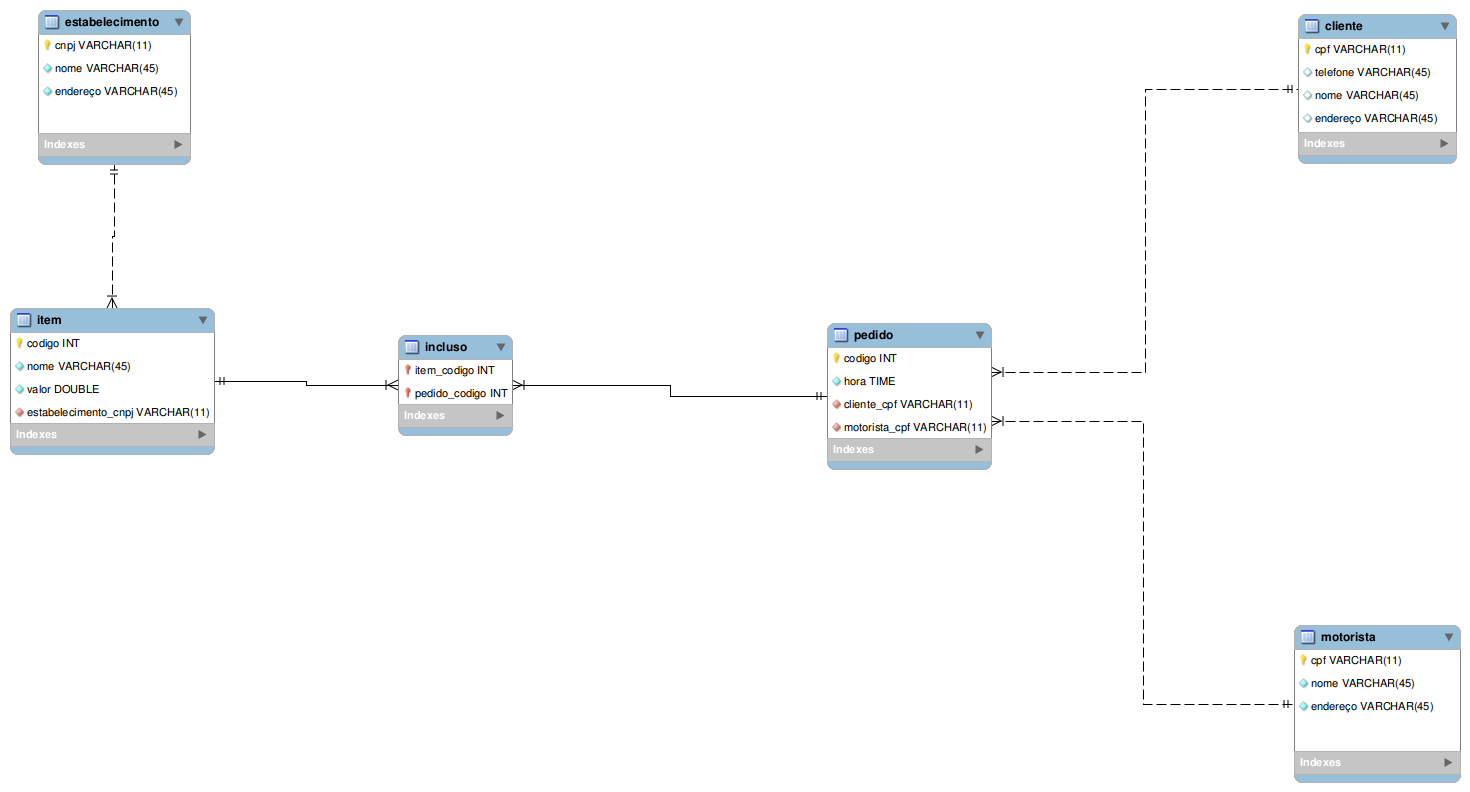 estabelecimento
cnpj VARCHAR(11)
nome VARCHAR(45)
endereço VARCHAR(45)
Indexes
cliente
cpf VARCHAR(11)
telefone VARCHAR(45)
nome VARCHAR(45)
endereço VARCHAR(45)
Indexes
item
codigo INT
nome VARCHAR(45)
valor DOUBLE
estabelecimento_cnpj VARCHAR(11)
Indexes
incluso
item_codigo INT
pedido_codigo INT
Indexes
pedido
codigo INT
hora TIME
cliente_cpf VARCHAR(11)
motorista_cpf VARCHAR(11)
Indexes
motorista
cpf VARCHAR(11)
nome VARCHAR(45)
endereço VARCHAR(45)
Indexes